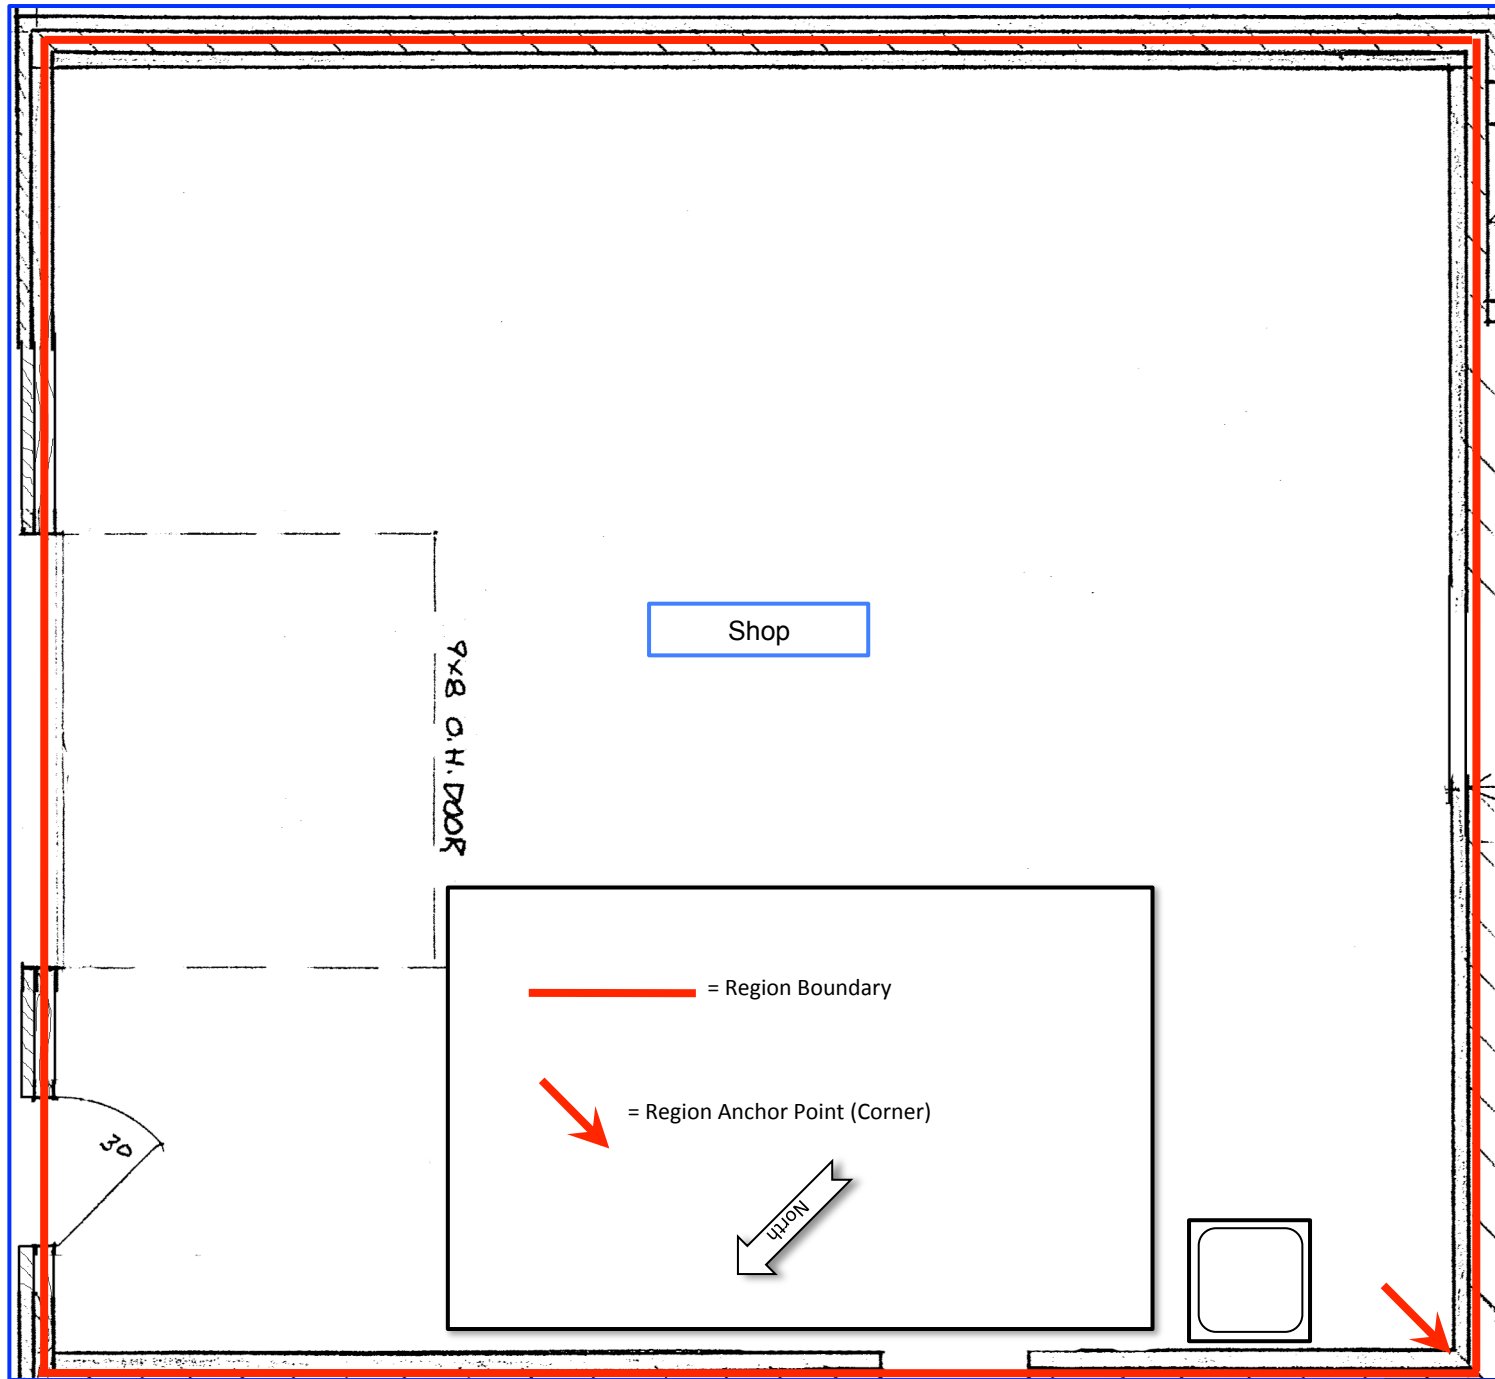 Shop
9x8 O.H. DOOR
= Region Boundary
= Region Anchor Point (Corner)
30
North